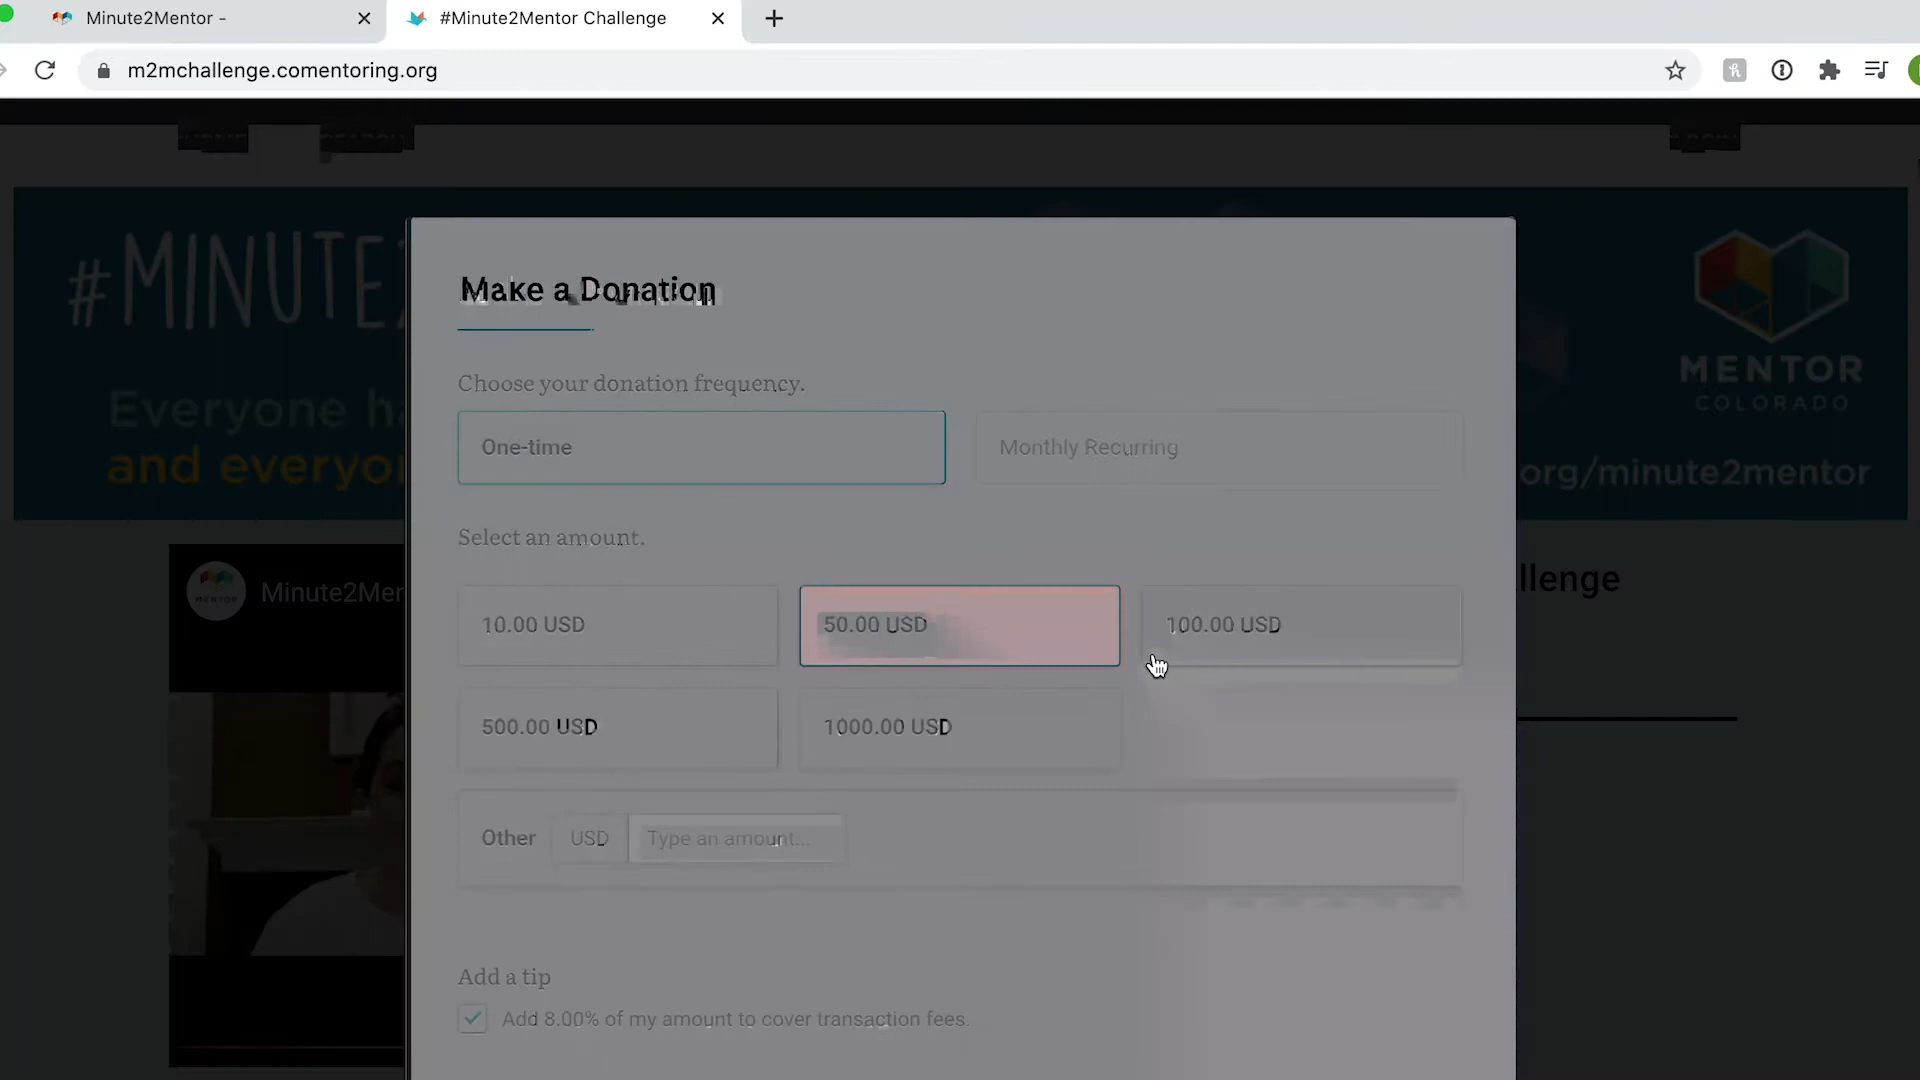 Minute2Mentor -
#Minute2Mentor Challenge
m2mchallenge.comentoring.org
#MINUTE
Everyone ha
and everyo
MENTOR
COLORADO
org/minute2mentor
Make a Donation
Choose your donation frequency.
One-time
Monthly Recurring
Select an amount.
10.00 USD
50.00 USD
100.00 USD
500.00 USD
1000.00 USD
Other USD Type an amount...
Add a tip
Add 8.00% of my amount to cover transaction fees.
MENTOR
Minute2Mer
llenge